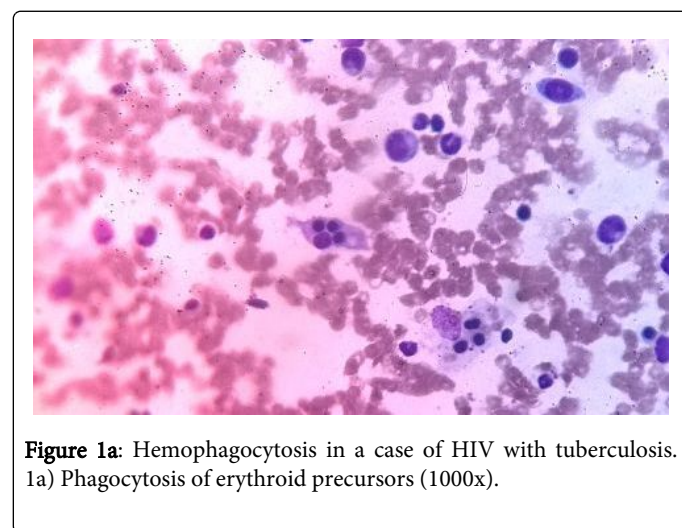 Figure 1a: Hemophagocytosis in a case of HIV with tuberculosis.
1a) Phagocytosis of erythroid precursors (1000x).